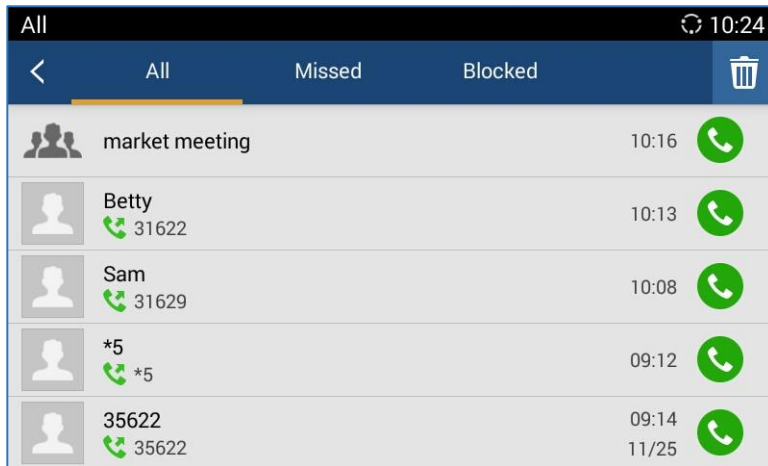 All 10:24
All Missed Blocked
market meeting 10:16
Betty
31622 10:13
Sam
31629 10:08
*5
*5 09:12
35622 09:14
35622 11/25